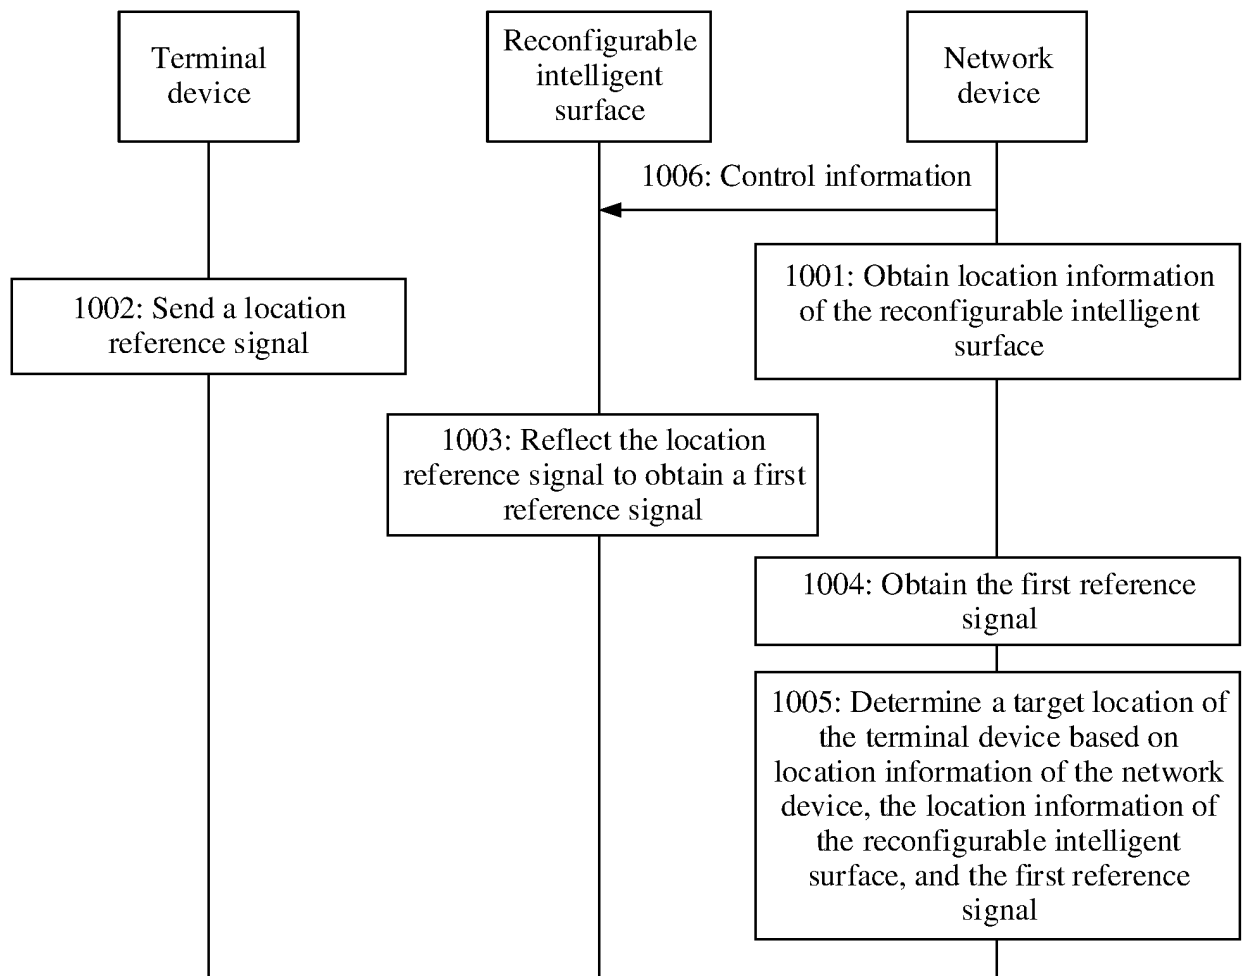 Terminal
device
Reconfigurable
intelligent
surface
Network
device
1006: Control information
1001: Obtain location information
of the reconfigurable intelligent
surface
1002: Send a location
reference signal
1003: Reflect the location
reference signal to obtain a first
reference signal
1004: Obtain the first reference
signal
1005: Determine a target location of
the terminal device based on
location information of the network
device, the location information of
the reconfigurable intelligent
surface, and the first reference
signal